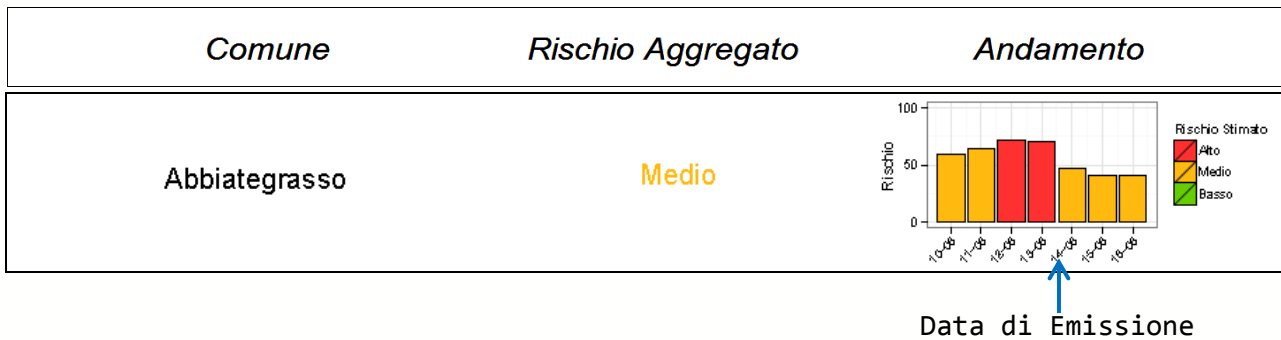 Comune Rischio Aggregato Andamento
Abbiategrasso Medio
Rischio
100
50
0
10-06 11-06 12-06 13-06 14-06 15-06 16-06
Rischio Stimato
Alto
Medio
Basso
Data di Emissione